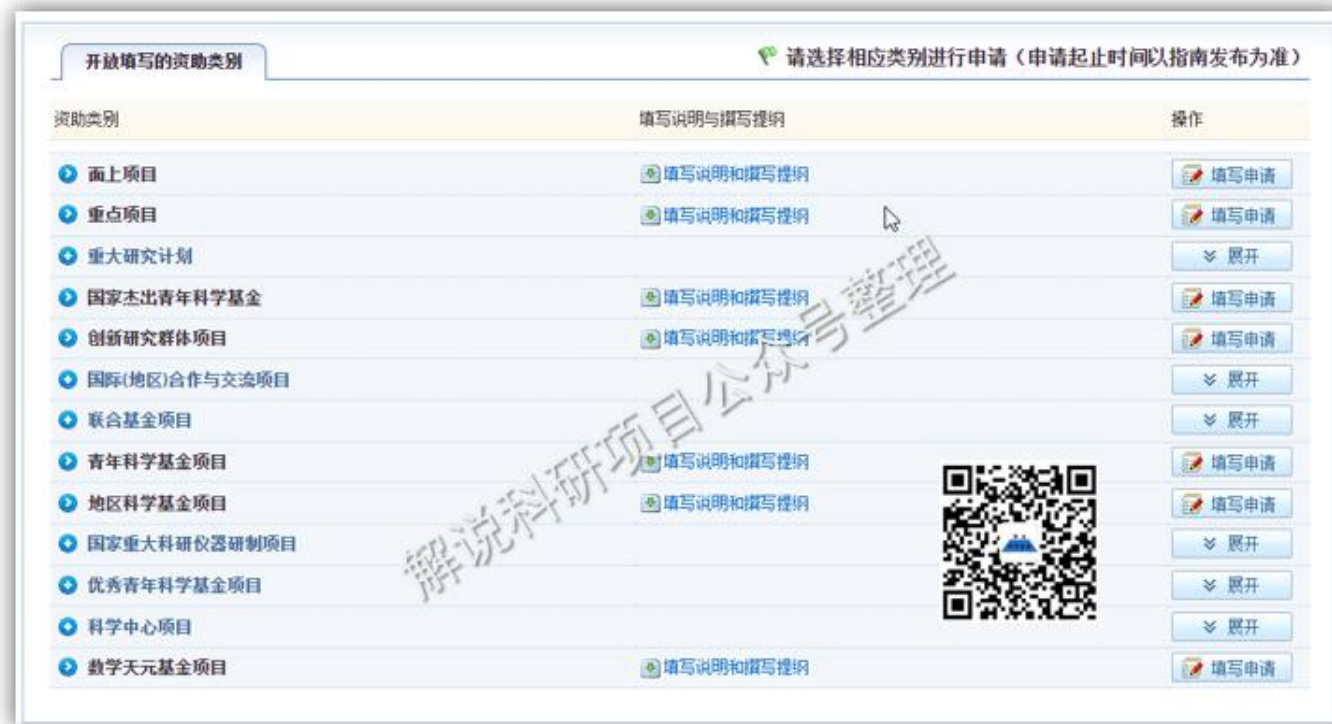 开放填写的资助类别
请选择相应类别进行申请（申请起止时间以指南发布为准）
资助类别 填写说明与撰写提纲 操作
面上项目 填写说明和撰写提纲 填写申请
重点项目 填写说明和撰写提纲 填写申请
重大研究计划 展开
国家杰出青年科学基金 填写说明和撰写提纲 填写申请
创新研究群体项目 填写说明和撰写提纲 填写申请
国际(地区)合作与交流项目 展开
联合基金项目 展开
青年科学基金项目 填写说明和撰写提纲 填写申请
地区科学基金项目 填写说明和撰写提纲 填写申请
国家重大科研仪器研制项目 展开
优秀青年科学基金项目 展开
科学中心项目 展开
数学天元基金项目 填写说明和撰写提纲 填写申请
解说科研项目公众号整理